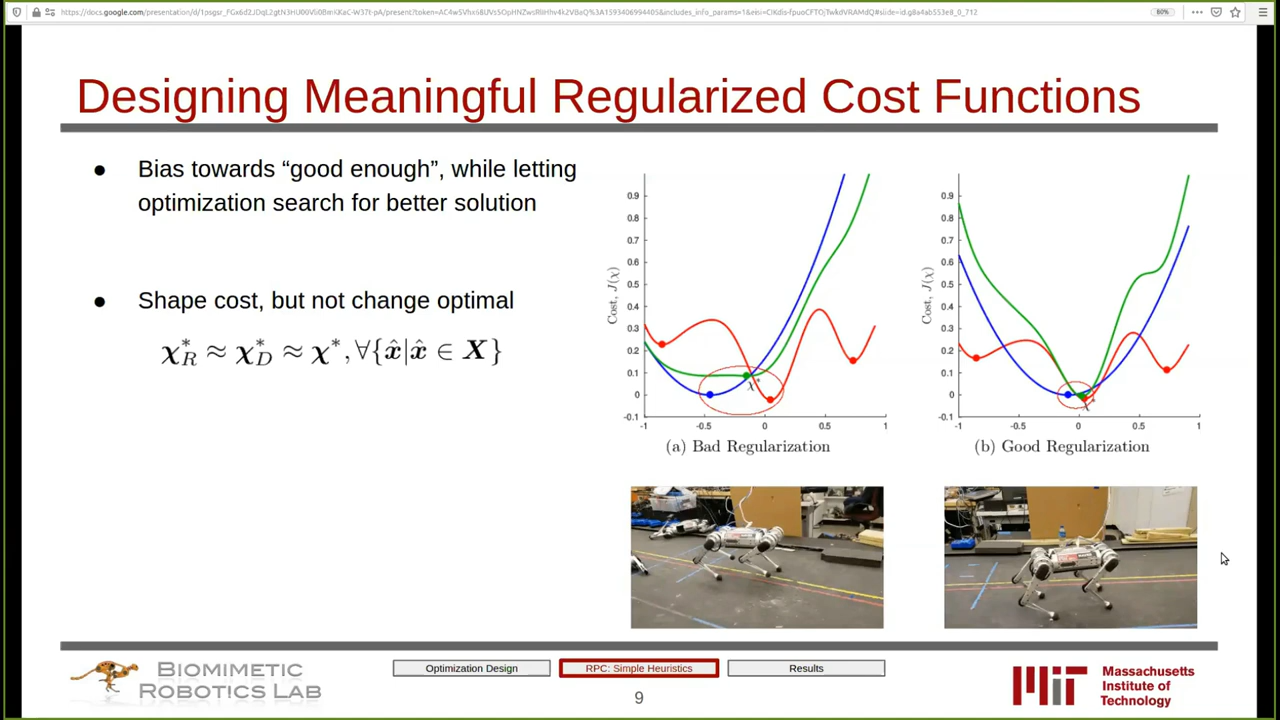 80%
Designing Meaningful Regularized Cost Functions
● Bias towards “good enough”, while letting
optimization search for better solution
● Shape cost, but not change optimal
χ*_R ≈ χ*_D ≈ χ*, ∀{x̂|x̂ ∈ X}
Cost, J(χ)
0.9
0.8
0.7
0.6
0.5
0.4
0.3
0.2
0.1
0
-0.1
-1 -0.5 0 0.5 1
χ*
(a) Bad Regularization
Cost, J(χ)
0.9
0.8
0.7
0.6
0.5
0.4
0.3
0.2
0.1
0
-0.1
-1 -0.5 0 0.5 1
χ*
(b) Good Regularization
BIOMIMETIC
ROBOTICS LAB
Optimization Design
RPC: Simple Heuristics
Results
9
MIT
Massachusetts
Institute of
Technology